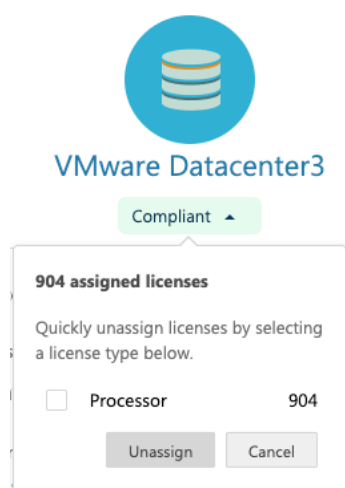 VMware Datacenter3
Compliant
904 assigned licenses
Quickly unassign licenses by selecting
a license type below.
Processor 904
Unassign Cancel